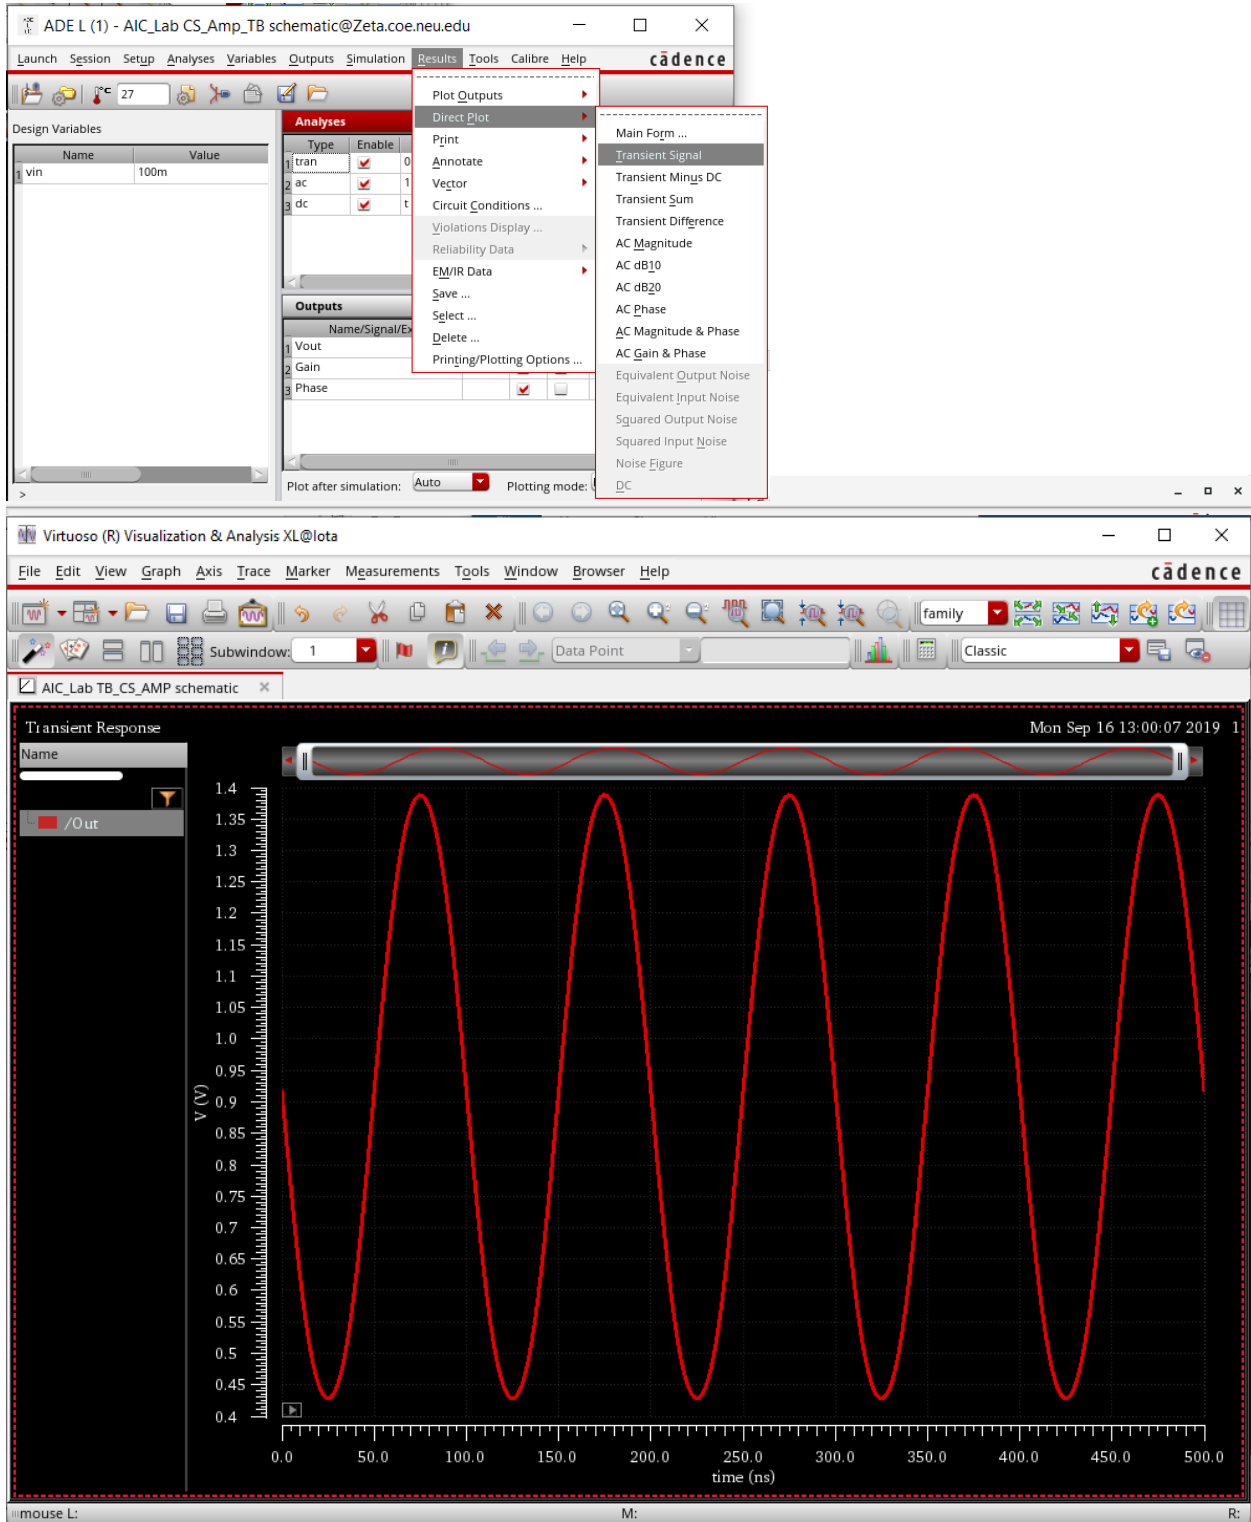 ADE L (1) - AIC_Lab CS_Amp_TB schematic@Zeta.coe.neu.edu
Launch Session Setup Analyses Variables Outputs Simulation Results Tools Calibre Help cādence
°C 27
Design Variables
Name Value
1 vin 100m
Analyses
Type Enable
1 tran 0
2 ac 1
3 dc t
Outputs
Name/Signal/Ex
1 Vout
2 Gain
3 Phase
Plot after simulation: Auto Plotting mode:
>
Plot Outputs
Direct Plot
Print
Annotate
Vector
Circuit Conditions ...
Violations Display ...
Reliability Data
EM/IR Data
Save ...
Select ...
Delete ...
Printing/Plotting Options ...
Main Form ...
Transient Signal
Transient Minus DC
Transient Sum
Transient Difference
AC Magnitude
AC dB10
AC dB20
AC Phase
AC Magnitude & Phase
AC Gain & Phase
Equivalent Output Noise
Equivalent Input Noise
Squared Output Noise
Squared Input Noise
Noise Figure
DC
Virtuoso (R) Visualization & Analysis XL@Iota
File Edit View Graph Axis Trace Marker Measurements Tools Window Browser Help cādence
family
Subwindow: 1 Data Point Classic
AIC_Lab TB_CS_AMP schematic
Transient Response Mon Sep 16 13:00:07 2019 1
Name
/Out
1.4
1.35
1.3
1.25
1.2
1.15
1.1
1.05
1.0
0.95
0.9
0.85
0.8
0.75
0.7
0.65
0.6
0.55
0.5
0.45
0.4
V (V)
0.0 50.0 100.0 150.0 200.0 250.0 300.0 350.0 400.0 450.0 500.0
time (ns)
mouse L: M: R: